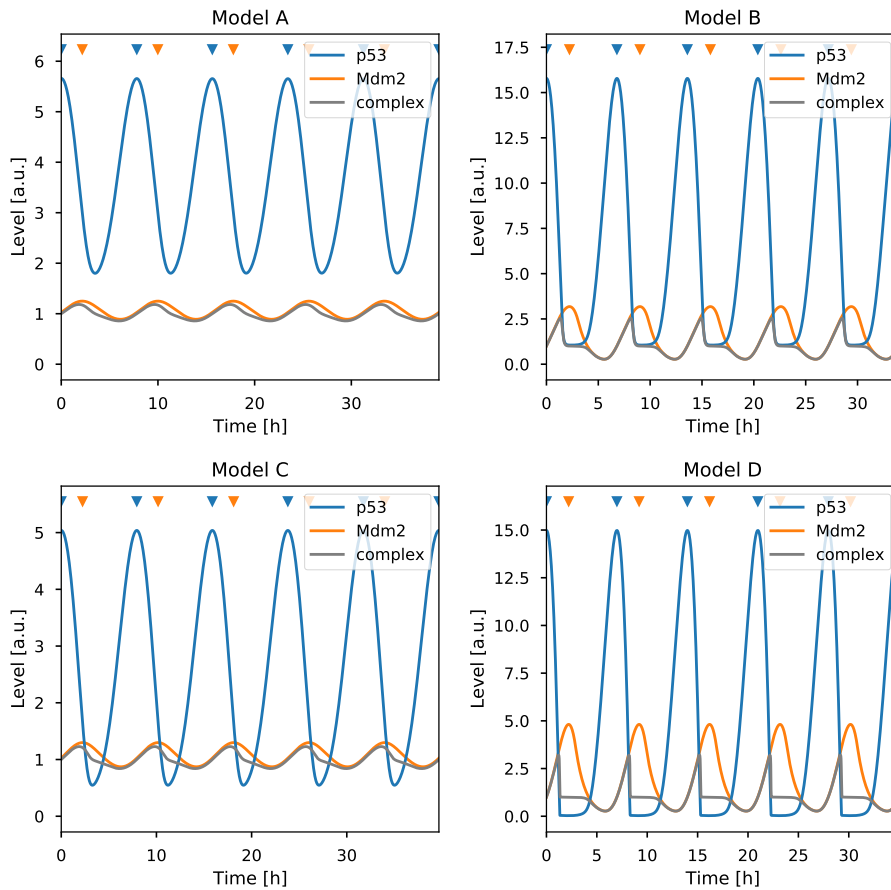 Model A
6
5
4
3
2
1
0
Level [a.u.]
p53
Mdm2
complex
0
10
20
30
Time [h]
Model B
17.5
15.0
12.5
10.0
7.5
5.0
2.5
0.0
Level [a.u.]
p53
Mdm2
complex
0
5
10
15
20
25
30
Time [h]
Model C
5
4
3
2
1
0
Level [a.u.]
p53
Mdm2
complex
0
10
20
30
Time [h]
Model D
15.0
12.5
10.0
7.5
5.0
2.5
0.0
Level [a.u.]
p53
Mdm2
complex
0
5
10
15
20
25
30
Time [h]